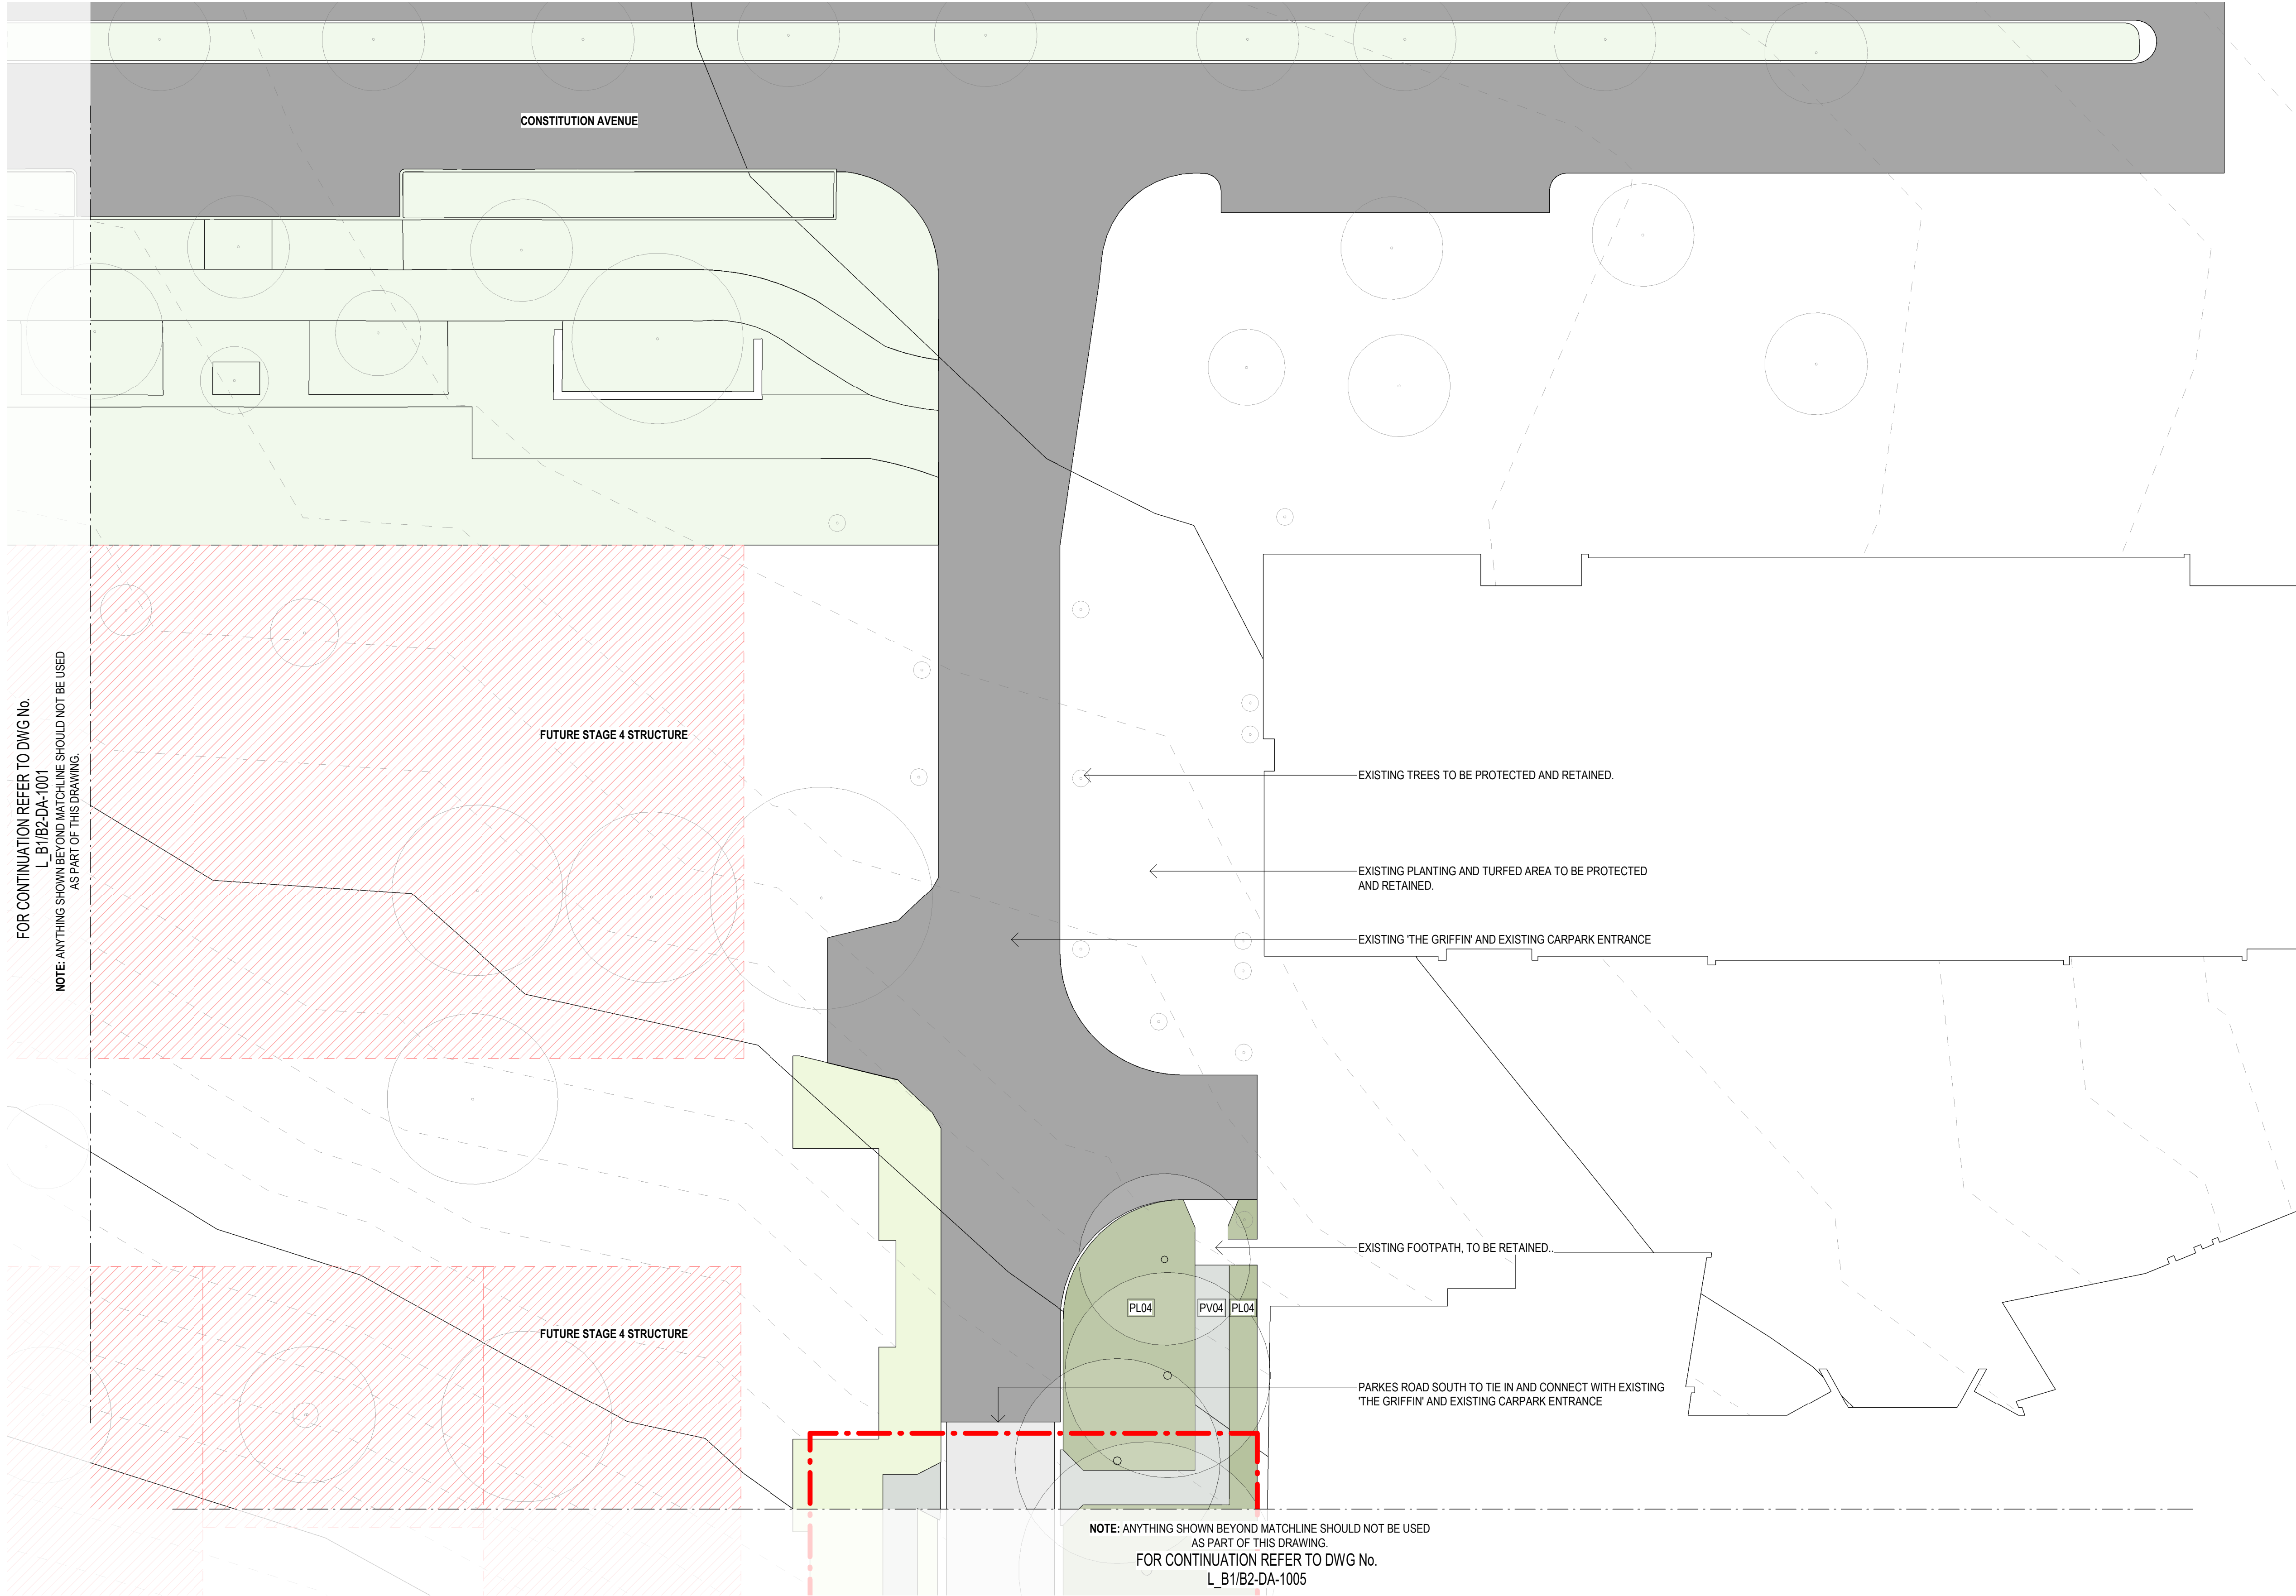 CONSTITUTION AVENUE
FOR CONTINUATION REFER TO DWG No.
L_B1/B2-DA-1001
NOTE: ANYTHING SHOWN BEYOND MATCHLINE SHOULD NOT BE USED
AS PART OF THIS DRAWING.
FUTURE STAGE 4 STRUCTURE
EXISTING TREES TO BE PROTECTED AND RETAINED.
EXISTING PLANTING AND TURFED AREA TO BE PROTECTED
AND RETAINED.
EXISTING 'THE GRIFFIN' AND EXISTING CARPARK ENTRANCE
EXISTING FOOTPATH, TO BE RETAINED..
PL04
PV04
PL04
FUTURE STAGE 4 STRUCTURE
PARKES ROAD SOUTH TO TIE IN AND CONNECT WITH EXISTING
'THE GRIFFIN' AND EXISTING CARPARK ENTRANCE
NOTE: ANYTHING SHOWN BEYOND MATCHLINE SHOULD NOT BE USED
AS PART OF THIS DRAWING.
FOR CONTINUATION REFER TO DWG No.
L_B1/B2-DA-1005